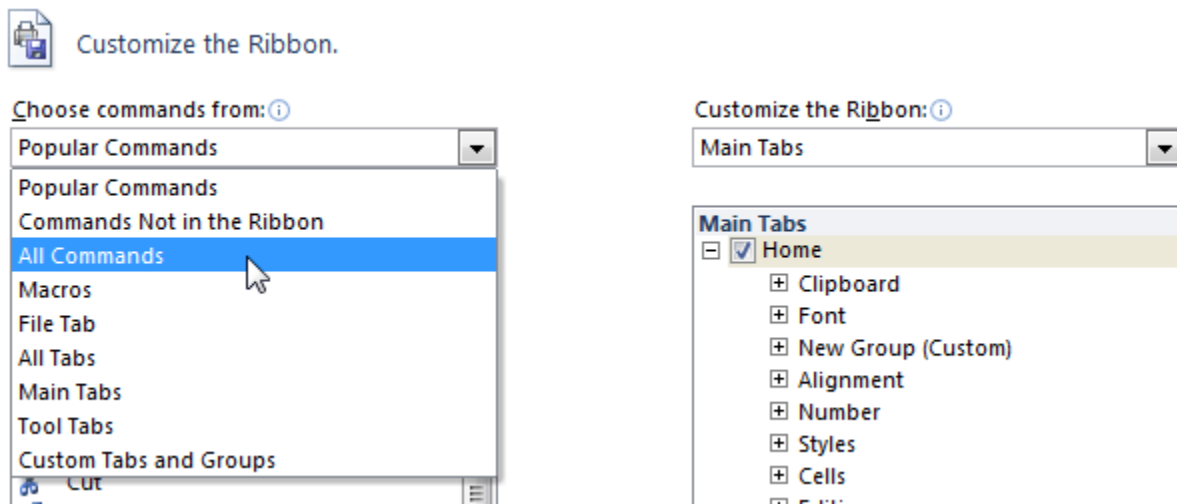 Customize the Ribbon.
Choose commands from:
Popular Commands
Popular Commands
Commands Not in the Ribbon
All Commands
Macros
File Tab
All Tabs
Main Tabs
Tool Tabs
Custom Tabs and Groups
Cut
Customize the Ribbon:
Main Tabs
Main Tabs
Home
Clipboard
Font
New Group (Custom)
Alignment
Number
Styles
Cells